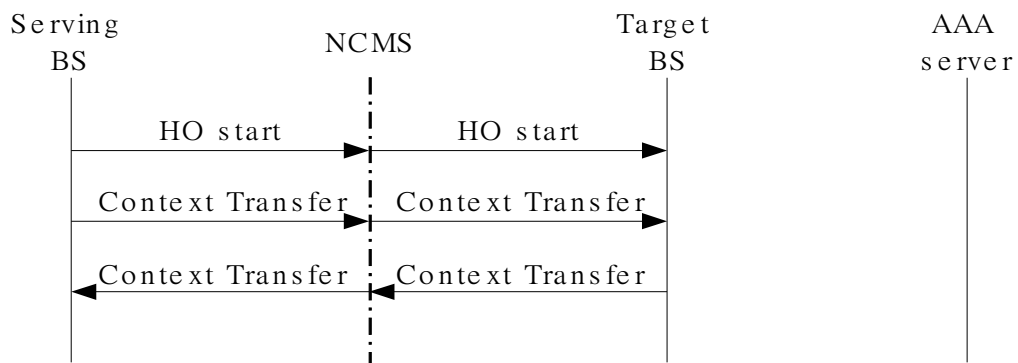 Serving
BS
NCMS
Target
BS
AAA
server
HO start
HO start
Context Transfer
Context Transfer
Context Transfer
Context Transfer